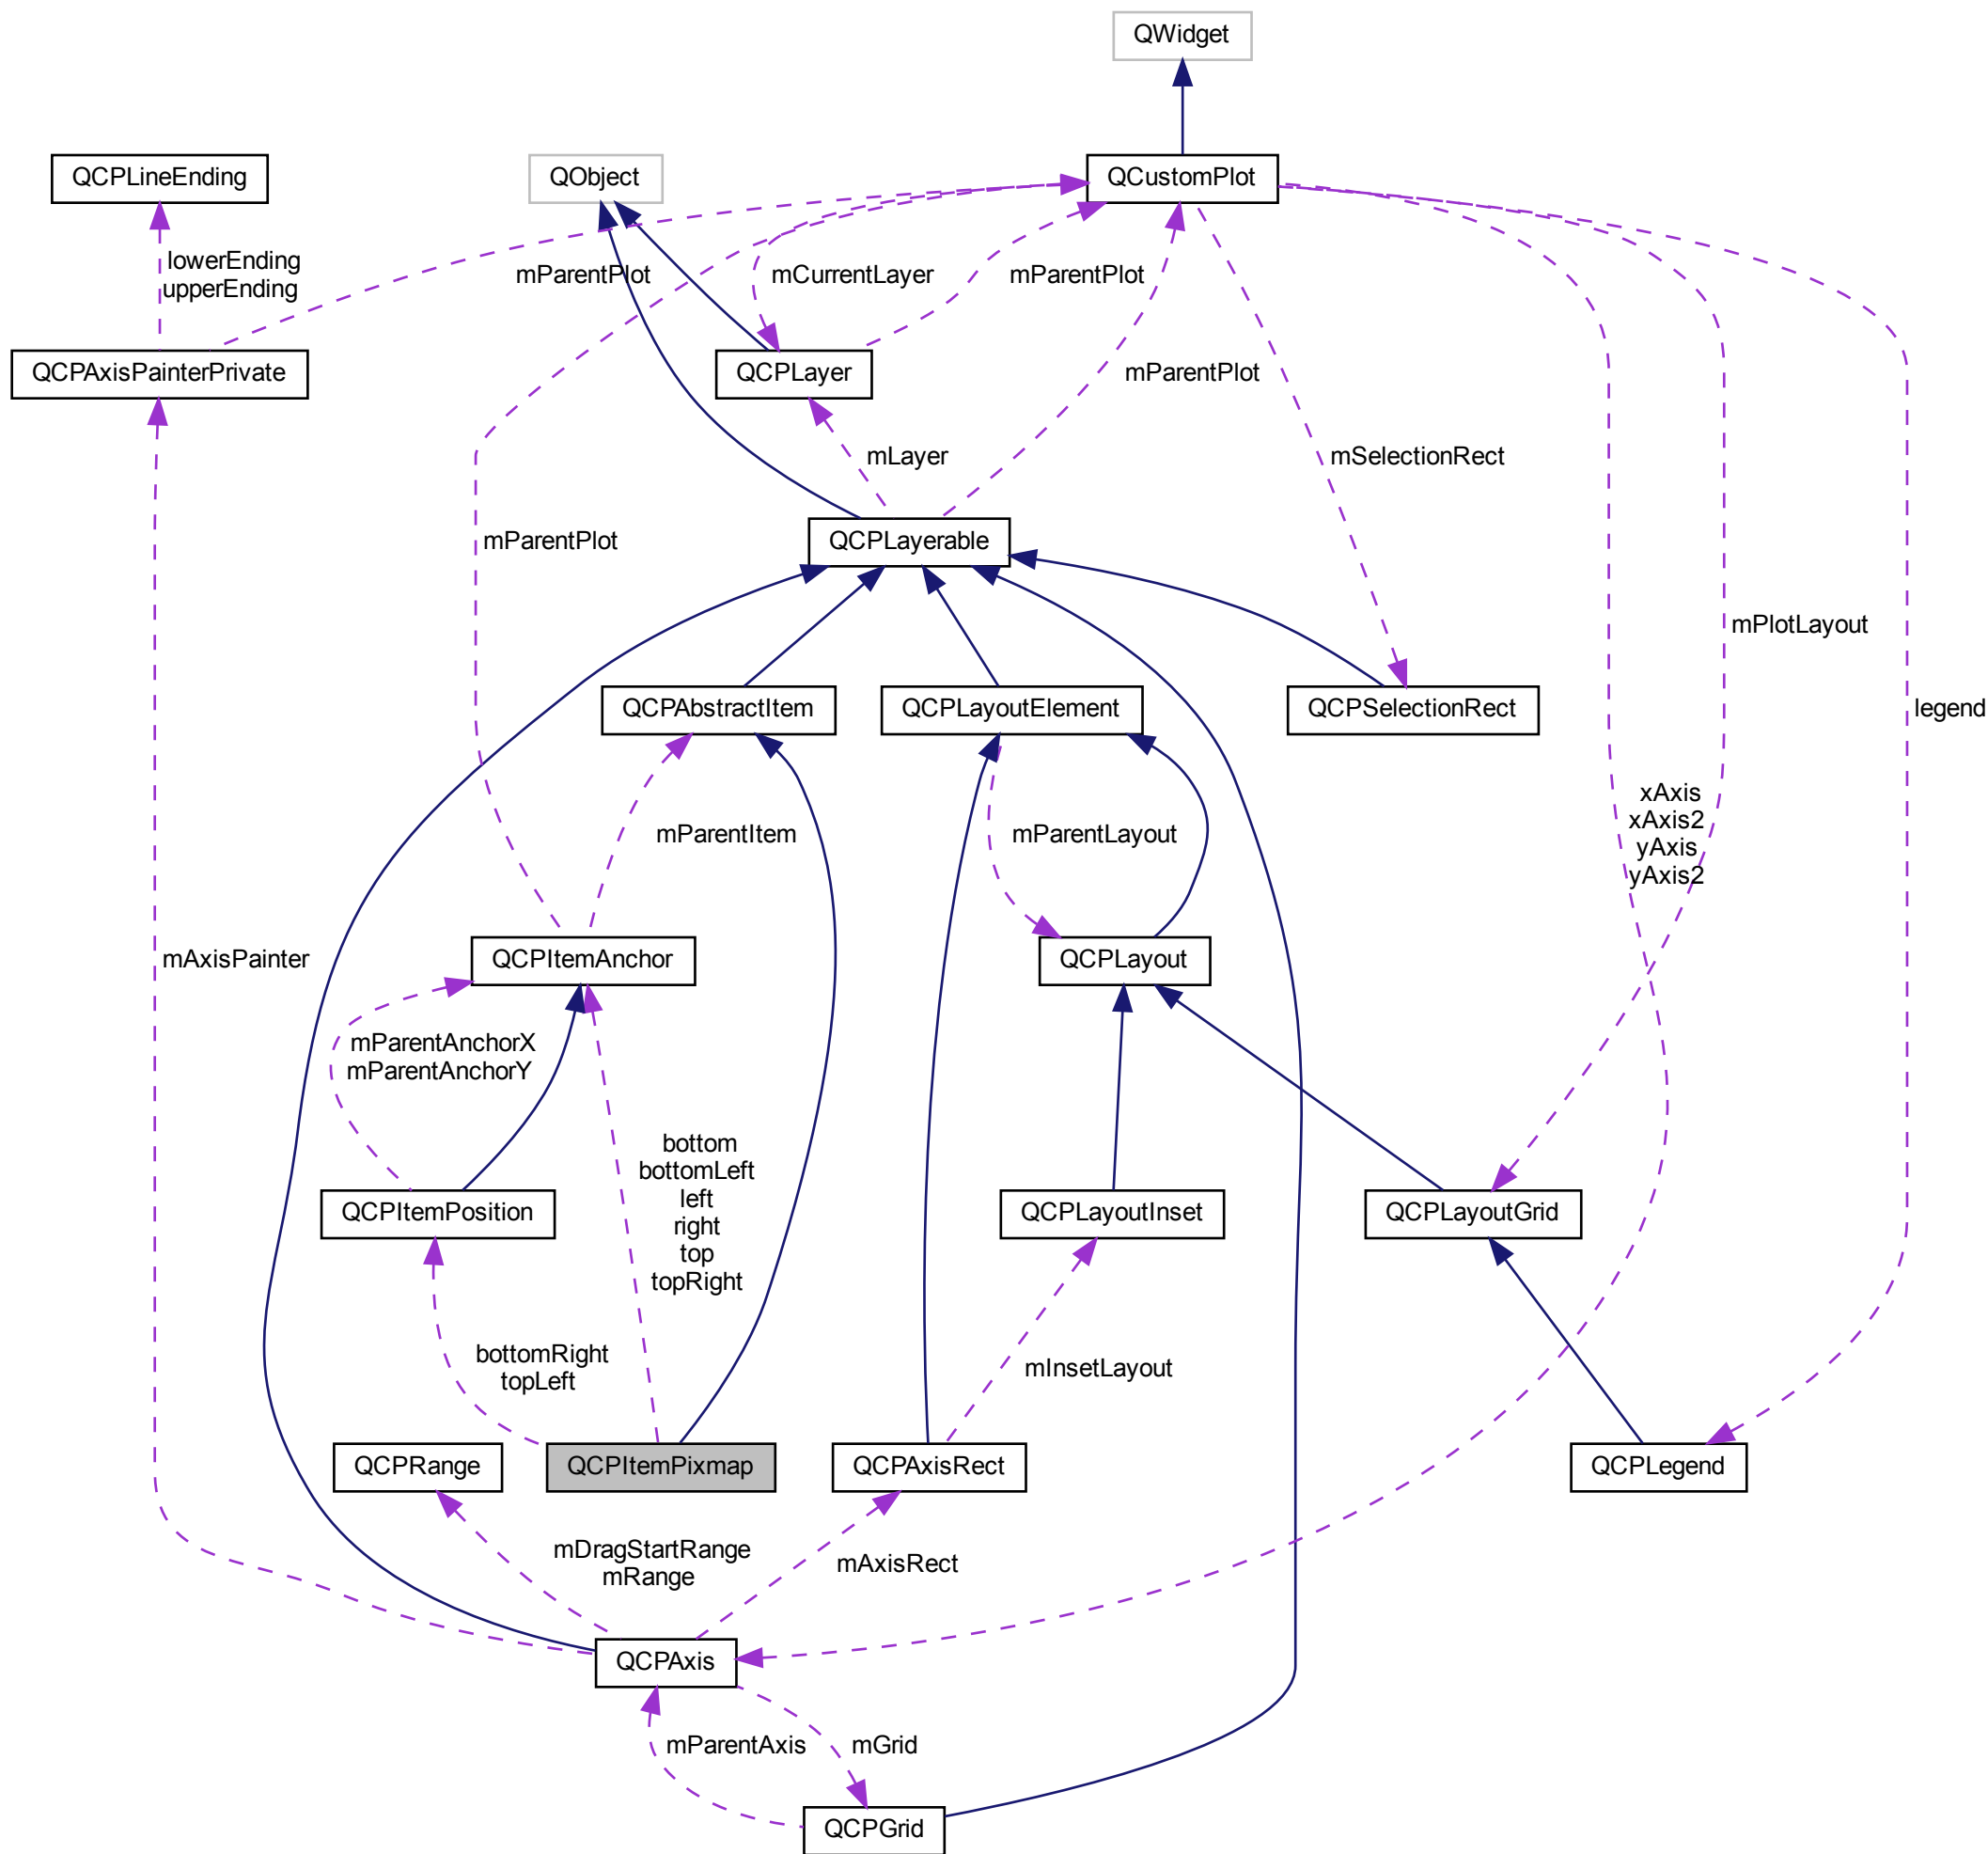 QWidget
QCPLineEnding
QObject
QCustomPlot
lowerEnding
upperEnding
mParentPlot
mCurrentLayer
mParentPlot
QCPAxisPainterPrivate
QCPLayer
mParentPlot
mLayer
mSelectionRect
mParentPlot
QCPLayerable
mPlotLayout
QCPAbstractItem
QCPLayoutElement
QCPSelectionRect
legend
mParentItem
mParentLayout
xAxis
xAxis2
yAxis
yAxis2
mAxisPainter
QCPItemAnchor
QCPLayout
mParentAnchorX
mParentAnchorY
bottom
bottomLeft
left
right
top
topRight
QCPItemPosition
QCPLayoutInset
QCPLayoutGrid
bottomRight
topLeft
mInsetLayout
QCPRange
QCPItemPixmap
QCPAxisRect
QCPLegend
mDragStartRange
mRange
mAxisRect
QCPAxis
mParentAxis
mGrid
QCPGrid